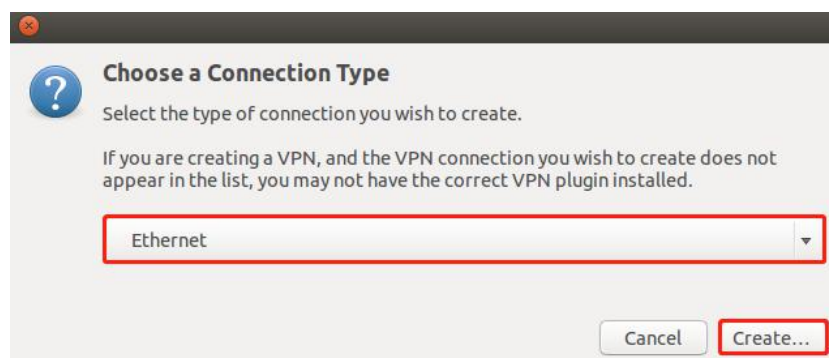 Choose a Connection Type
Select the type of connection you wish to create.
If you are creating a VPN, and the VPN connection you wish to create does not
appear in the list, you may not have the correct VPN plugin installed.
Ethernet
Cancel Create...